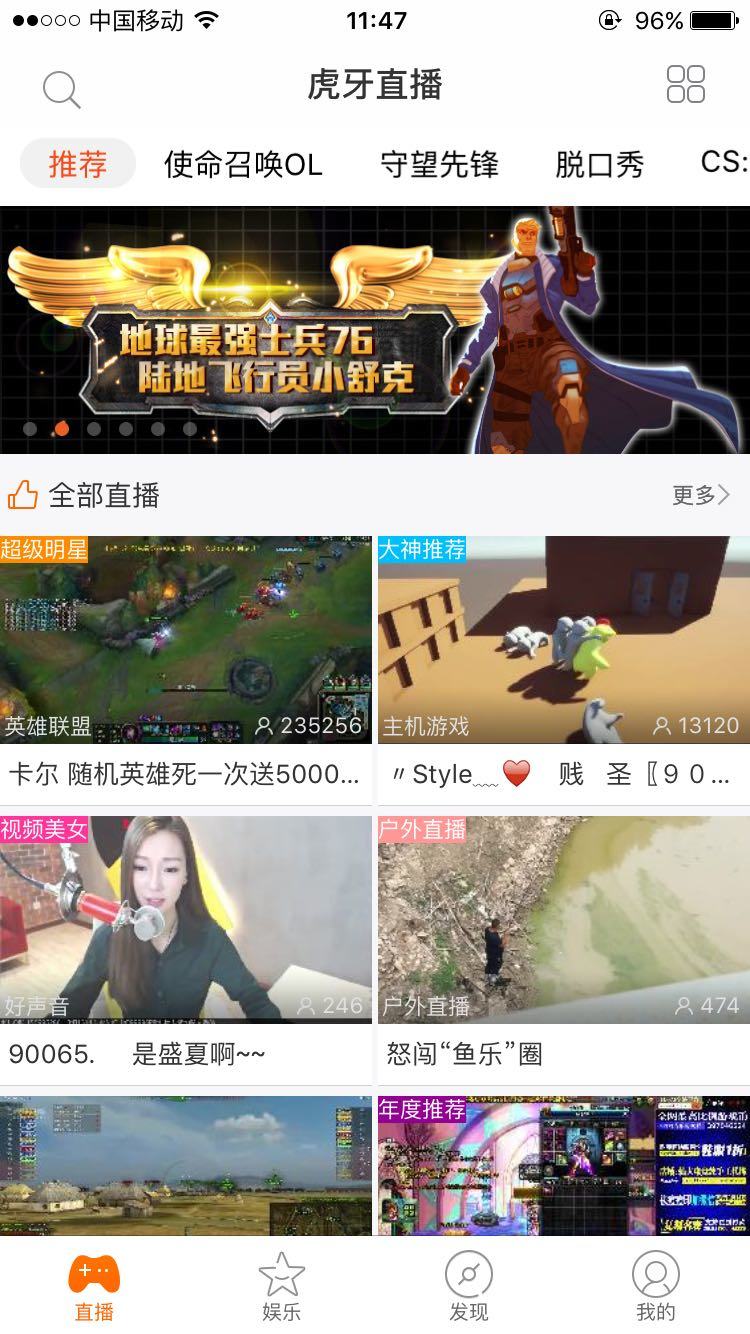 中国移动
11:47
96%
虎牙直播
推荐
使命召唤OL
守望先锋
脱口秀
CS:
地球最强士兵76
陆地飞行员小舒克
全部直播
更多
超级明星
英雄联盟
235256
卡尔 随机英雄死一次送5000...
大神推荐
主机游戏
13120
〃Style﹏❤️ 贱 圣〖９０...
视频美女
好声音
246
90065. 是盛夏啊~~
户外直播
户外直播
474
怒闯“鱼乐”圈
年度推荐
直播
娱乐
发现
我的